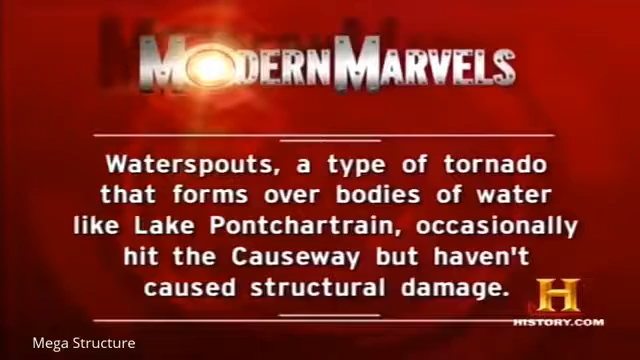 MODERN MARVELS
Waterspouts, a type of tornado
that forms over bodies of water
like Lake Pontchartrain, occasionally
hit the Causeway but haven't
caused structural damage.
H
HISTORY.COM
Mega Structure